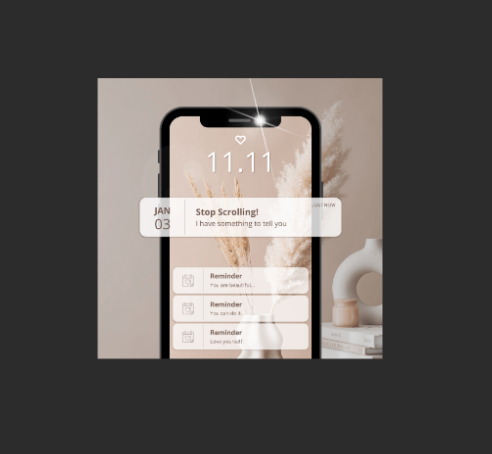 11.11
JUST NOW
JAN
03
Stop Scrolling!
I have something to tell you
Reminder
You are beautiful...
Reminder
You can do it
Reminder
Love yourself